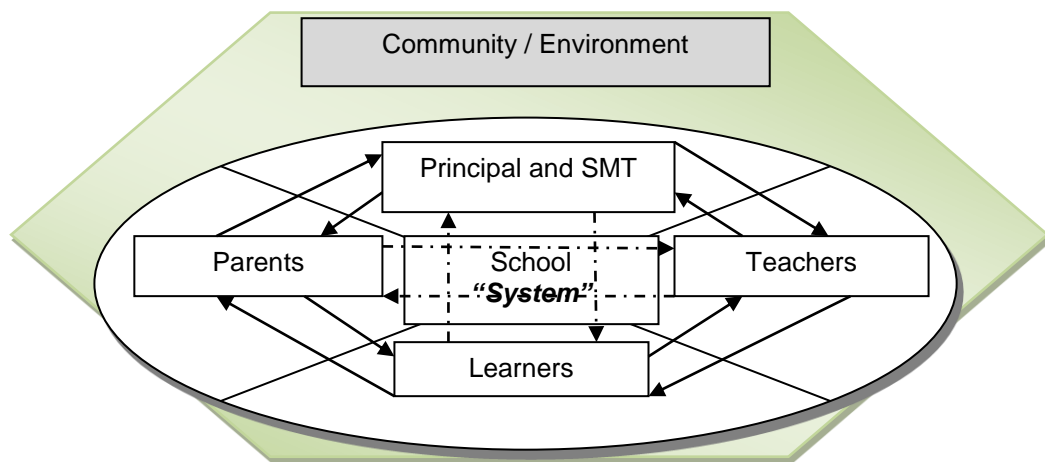 Community / Environment
Principal and SMT
Parents
School
“System”
Teachers
Learners